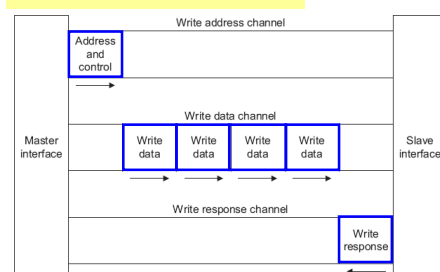 Write address channel
Address
and
control
Write data channel
Master
interface
Write
data
Write
data
Write
data
Write
data
Slave
interface
Write response channel
Write
response